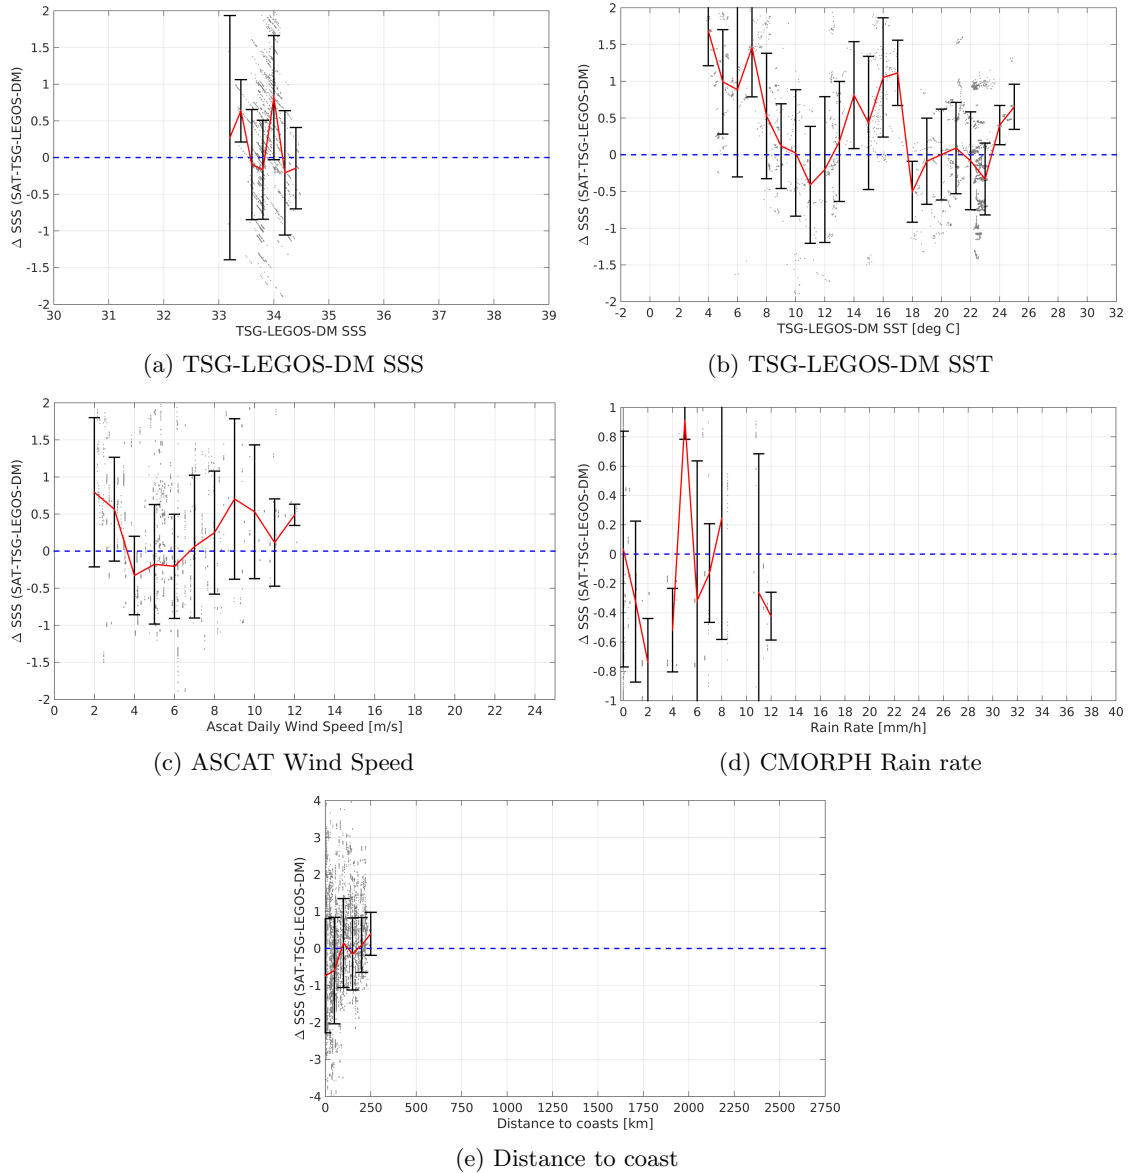 2
1.5
1
0.5
0
-0.5
-1
-1.5
-2
Δ SSS (SAT-TSG-LEGOS-DM)
30 31 32 33 34 35 36 37 38 39
TSG-LEGOS-DM SSS
(a) TSG-LEGOS-DM SSS
2
1.5
1
0.5
0
-0.5
-1
-1.5
-2
Δ SSS (SAT-TSG-LEGOS-DM)
-2 0 2 4 6 8 10 12 14 16 18 20 22 24 26 28 30 32
TSG-LEGOS-DM SST [deg C]
(b) TSG-LEGOS-DM SST
2
1.5
1
0.5
0
-0.5
-1
-1.5
-2
Δ SSS (SAT-TSG-LEGOS-DM)
0 2 4 6 8 10 12 14 16 18 20 22 24
Ascat Daily Wind Speed [m/s]
(c) ASCAT Wind Speed
1
0.8
0.6
0.4
0.2
0
-0.2
-0.4
-0.6
-0.8
-1
Δ SSS (SAT-TSG-LEGOS-DM)
0 2 4 6 8 10 12 14 16 18 20 22 24 26 28 30 32 34 36 38 40
Rain Rate [mm/h]
(d) CMORPH Rain rate
4
3
2
1
0
-1
-2
-3
-4
Δ SSS (SAT-TSG-LEGOS-DM)
0 250 500 750 1000 1250 1500 1750 2000 2250 2500 2750
Distance to coasts [km]
(e) Distance to coast